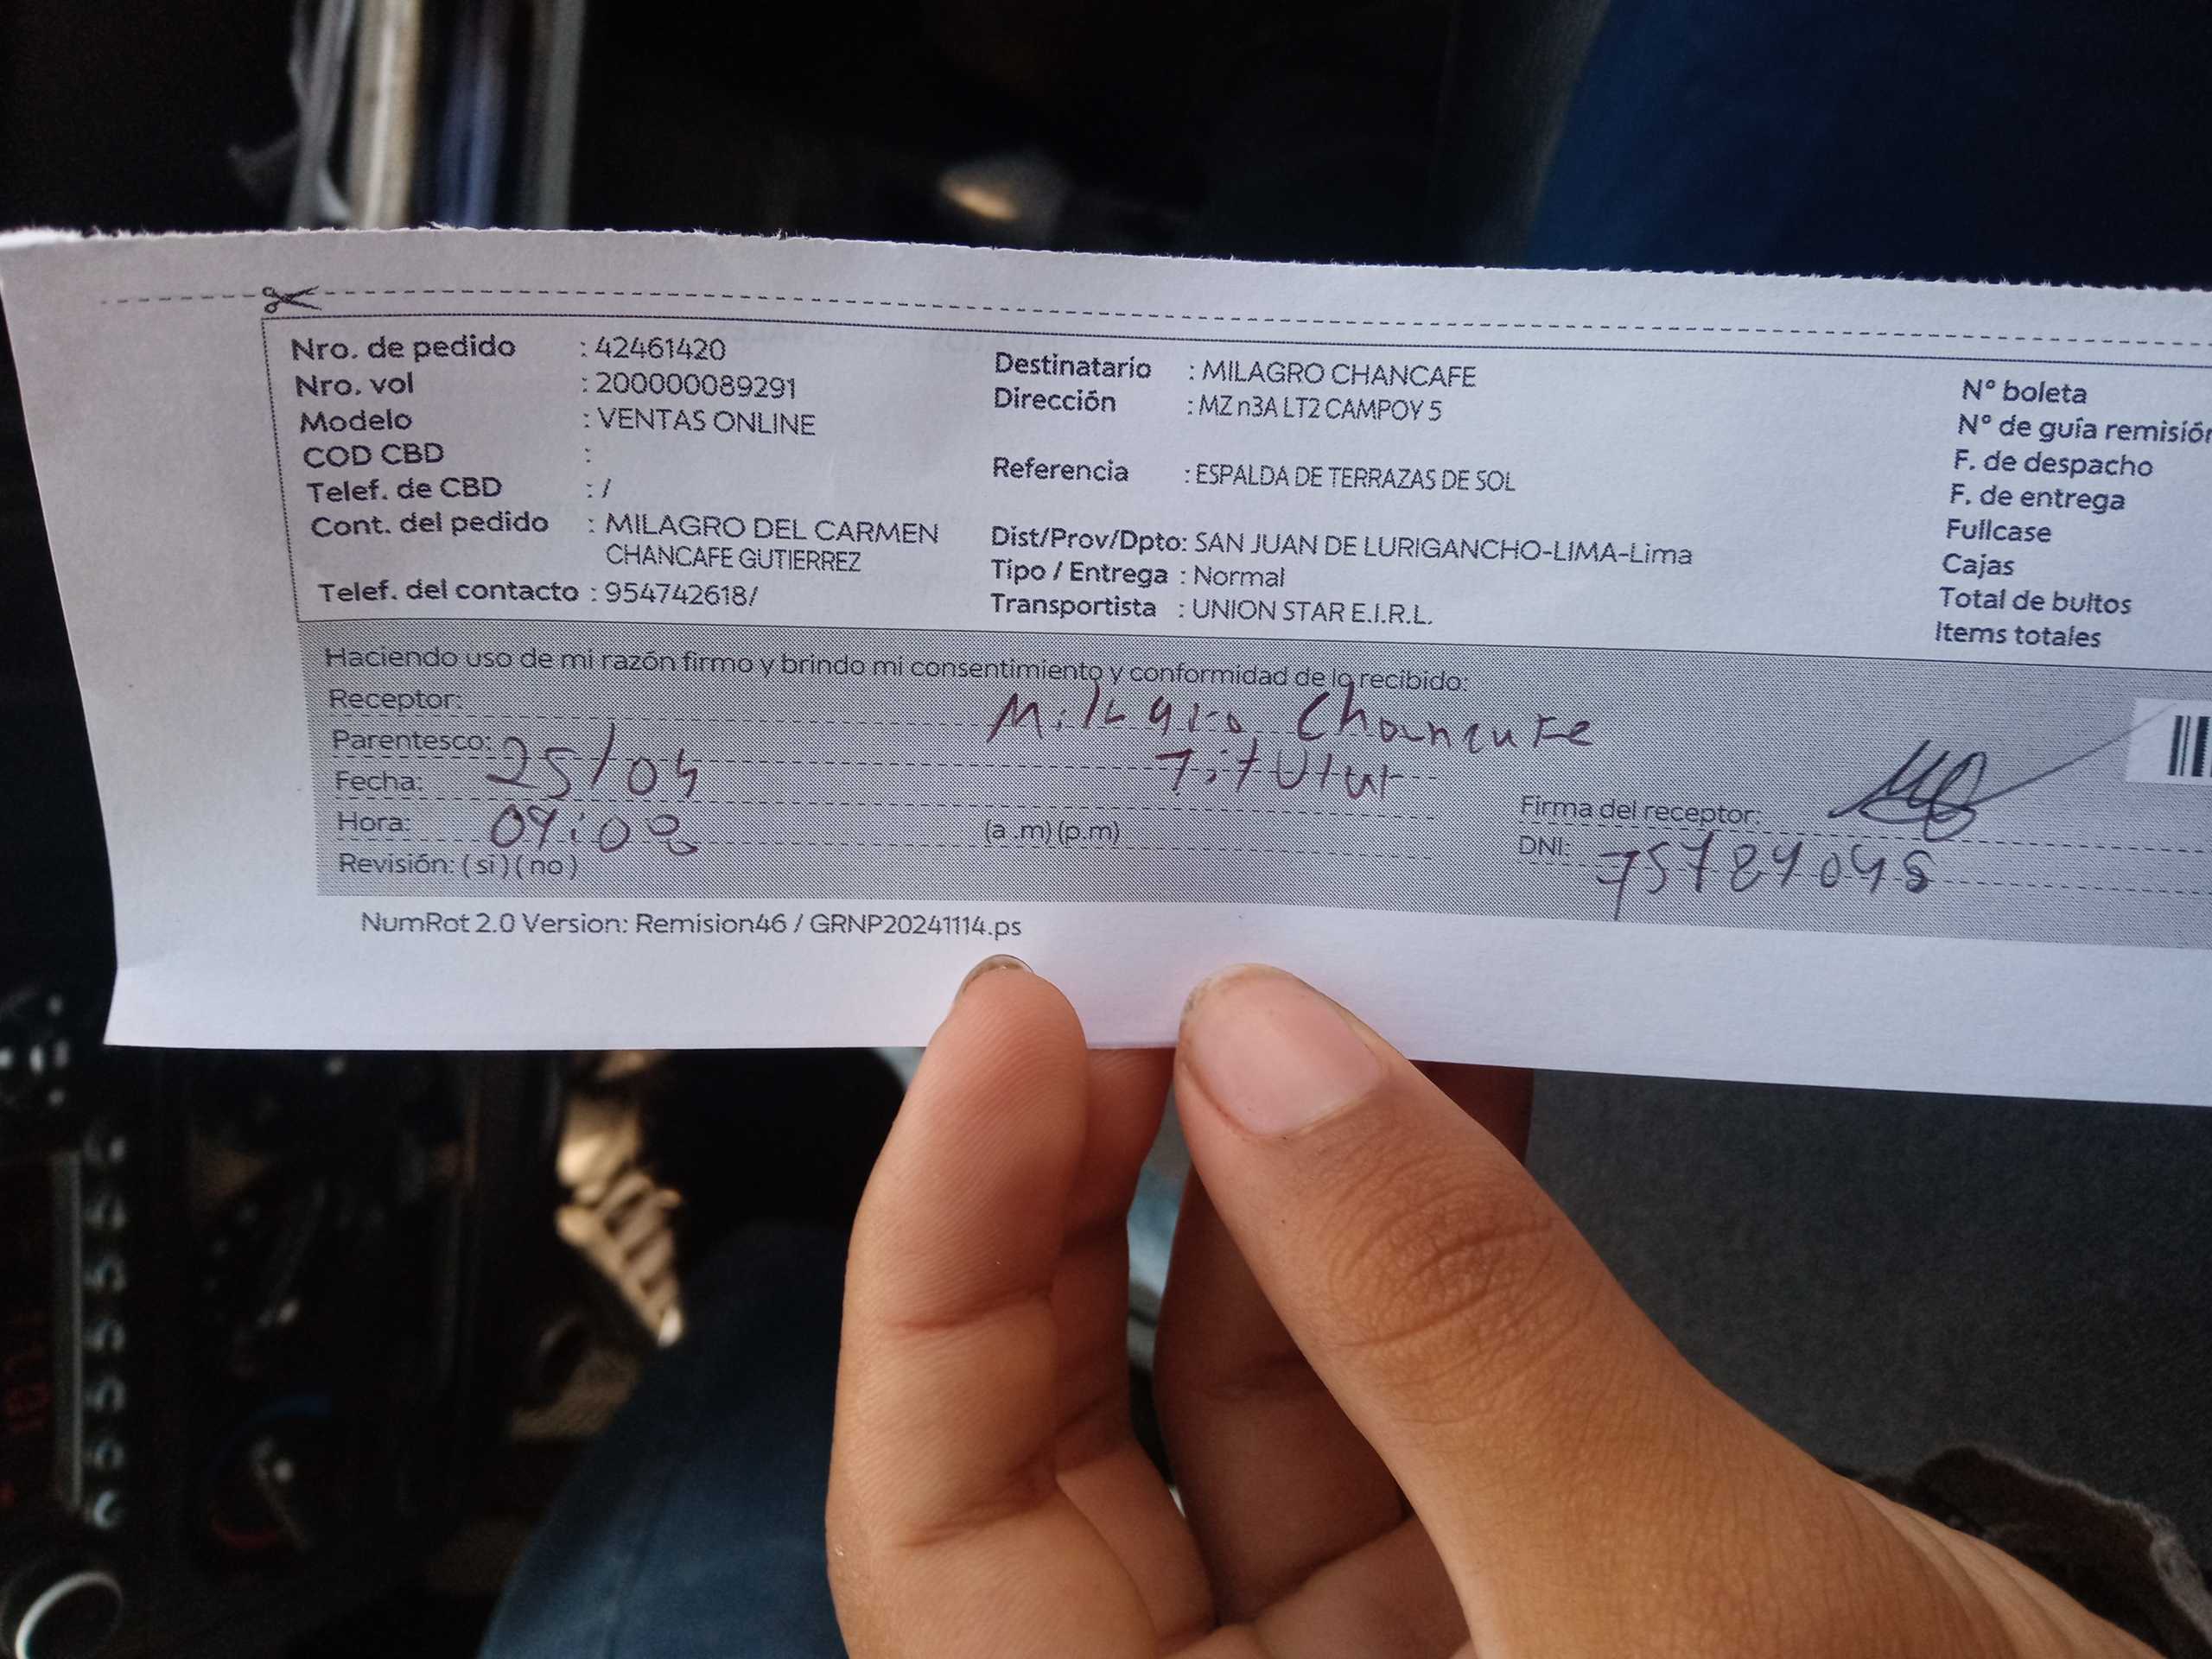 Nro. de pedido : 42461420
Nro. vol : 200000089291
Modelo : VENTAS ONLINE
COD CBD :
Telef. de CBD : /
Cont. del pedido : MILAGRO DEL CARMEN
CHANCAFE GUTIERREZ
Telef. del contacto : 954742618/
Destinatario : MILAGRO CHANCAFE
Dirección : MZ n3A LT2 CAMPOY 5
Referencia : ESPALDA DE TERRAZAS DE SOL
Dist/Prov/Dpto: SAN JUAN DE LURIGANCHO-LIMA-Lima
Tipo / Entrega : Normal
Transportista : UNION STAR E.I.R.L.
N° boleta
N° de guía remisión
F. de despacho
F. de entrega
Fullcase
Cajas
Total de bultos
Items totales
Haciendo uso de mi razón firmo y brindo mi consentimiento y conformidad de lo recibido:
Receptor: Milagro Chancafe
Parentesco: Titular
Fecha: 25/04
Hora: 09:08 (a .m) (p.m)
Revisión: ( si ) ( no )
Firma del receptor:
DNI:
NumRot 2.0 Version: Remision46 / GRNP20241114.ps